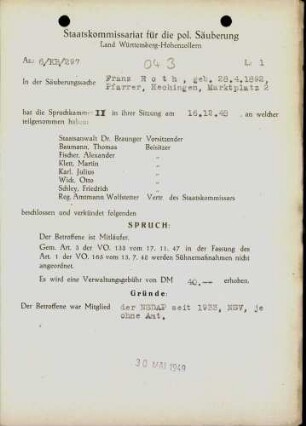 Staatskommissariat für die pol. Säuberung
Land Württemberg-Hohenzollern
Az: 6/KH/297 043 L 1
In der Säuberungssache Franz Roth, geb. 28.4.1892,
Pfarrer, Hechingen, Marktplatz 2
hat die Spruchkammer II in ihrer Sitzung am 16.12.48, an welcher
teilgenommen haben:
Staatsanwalt Dr. Vorsitzender
Baumann, Thomas Beisitzer
Fischer, Alexander "
Klett, Martin "
Karl, Julius "
Wick, Otto "
Schley, Friedrich "
Reg. Amtmann Vertr. des Staatskommissars
beschlossen und verkündet folgenden
SPRUCH:
Der Betroffene ist Mitläufer.
Gem. Art. 3 der VO. 133 vom 17. 11. 47 in der Fassung des
Art. 1 der VO. 165 vom 13. 7. 48 werden Sühnemaßnahmen nicht
angeordnet.
Es wird eine Verwaltungsgebühr von DM 40,-- erhoben.
Gründe:
Der Betroffene war Mitglied der NSDAP seit 1933, NSV, je
ohne Amt.
30 MAI 1949